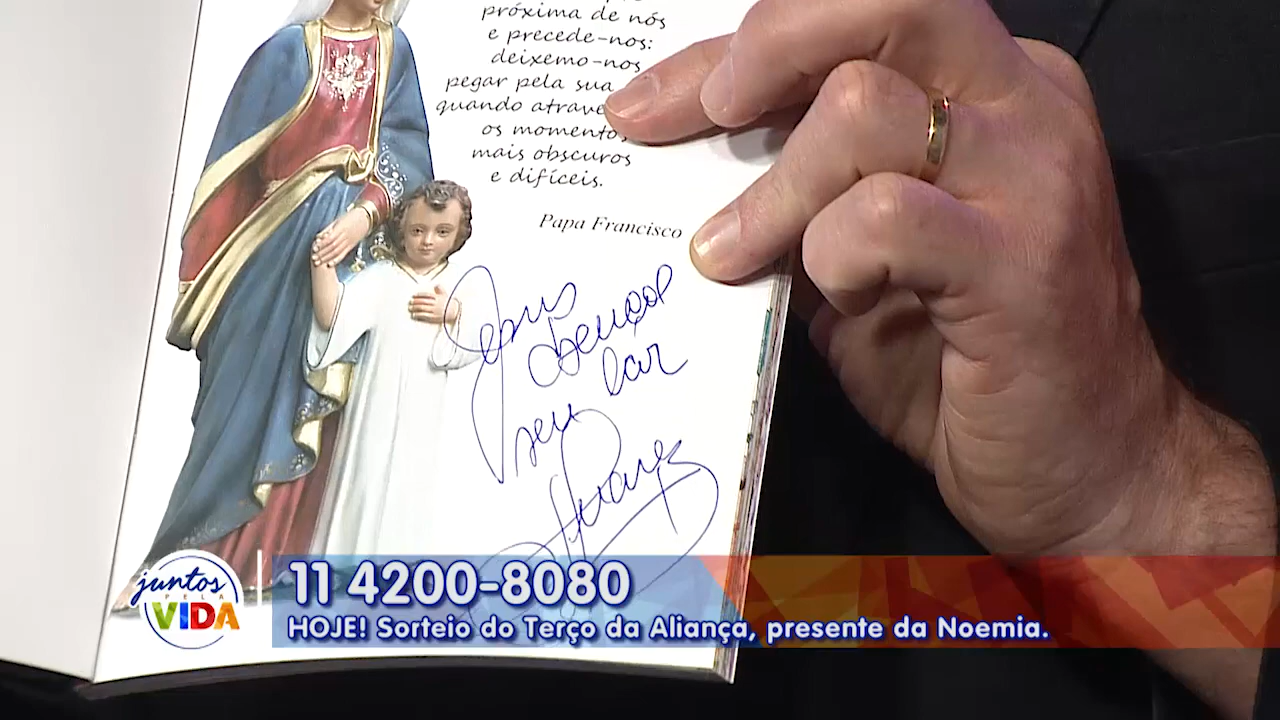 próxima de nós
e precede-nos:
deixemo-nos
pegar pela sua
quando atrave
os momentos
mais obscuros
e difíceis.
Papa Francisco
Jesus
abençoe
seu lar
juntos
PELA
VIDA
11 4200-8080
HOJE! Sorteio do Terço da Aliança, presente da Noemia.